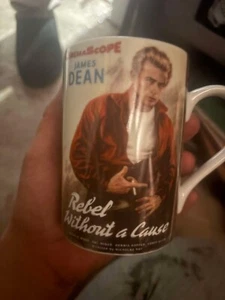 CINEMASCOPE
JAMES
DEAN
Rebel
Without a Cause